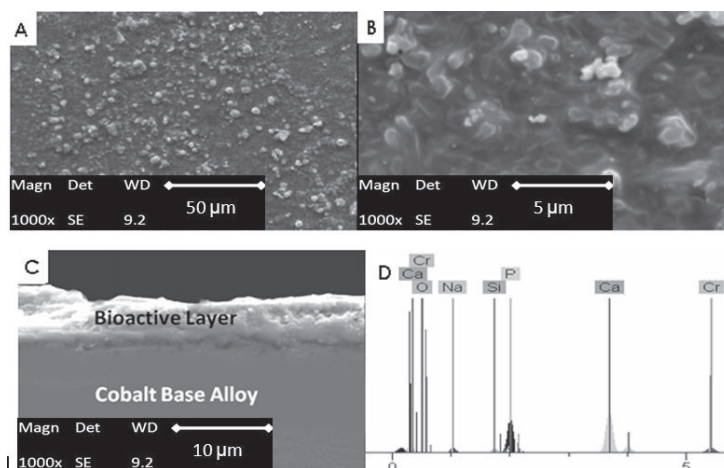 A
Magn Det WD
50 µm
1000x SE 9.2
B
Magn Det WD
5 µm
1000x SE 9.2
C
Bioactive Layer
Cobalt Base Alloy
Magn Det WD
10 µm
1000x SE 9.2
D
Cr
Ca P
O Na Si Ca Cr
0 5